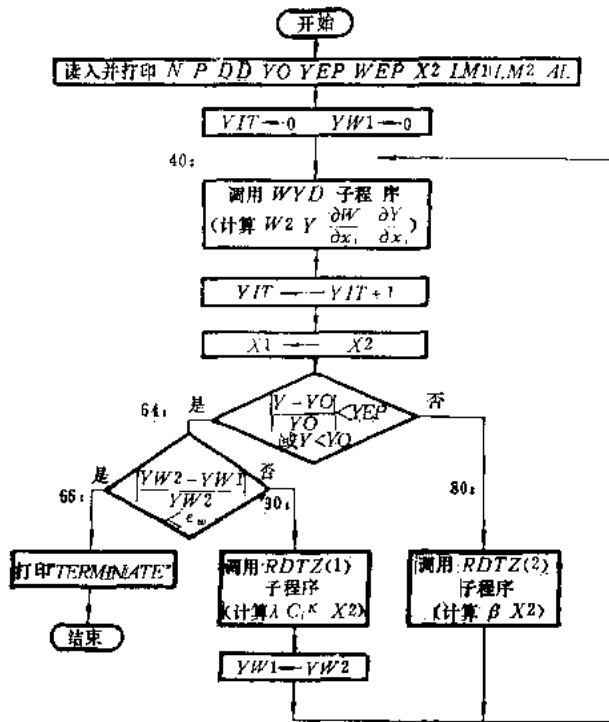 开始
读入并打印 N P DD YO YEP WEP X2 LM1 LM2 AL
YIT←0 YW1←0
40:
调用 WYD 子程序
(计算 W2 Y ∂W/∂xᵢ ∂Y/∂xᵢ)
YIT←YIT+1
X1← X2
64: 是
|Y-YO/YO|<YEP
或Y<YO
否
66: 是
|YW2-YW1/YW2|
<εw
否
90:
80:
打印"TERMINIATE"
调用 RDTZ(1)
子程序
(计算λ Cᵢᴷ X2)
调用 RDTZ(2)
子程序
(计算 β X2)
结束
YW1←YW2